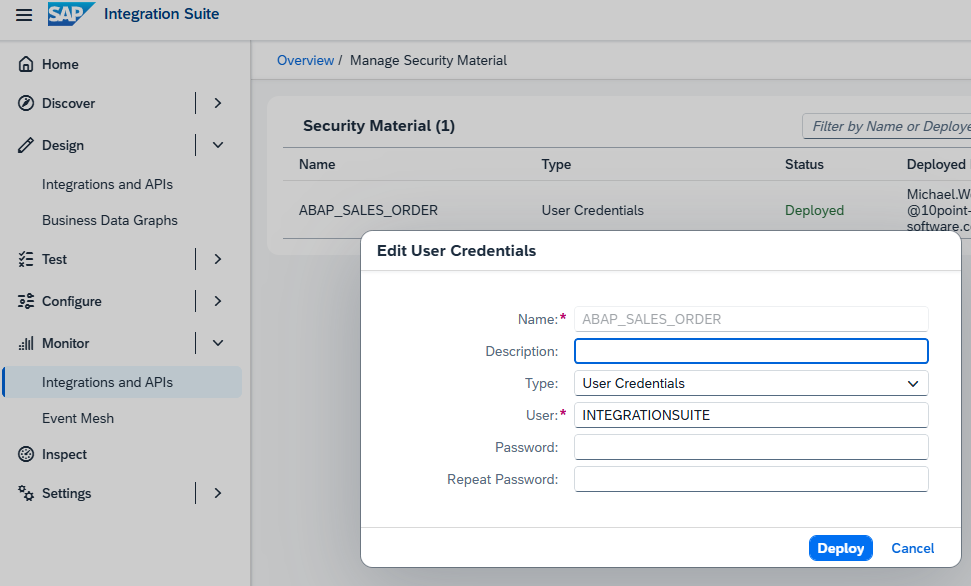 SAP Integration Suite
Home
Discover
Design
Integrations and APIs
Business Data Graphs
Test
Configure
Monitor
Integrations and APIs
Event Mesh
Inspect
Settings
Overview / Manage Security Material
Security Material (1)
Filter by Name or Deploye
Name Type Status Deployed
ABAP_SALES_ORDER User Credentials Deployed
Michael.W
@10point-
software.c
Edit User Credentials
Name:* ABAP_SALES_ORDER
Description:
Type: User Credentials
User:* INTEGRATIONSUITE
Password:
Repeat Password:
Deploy Cancel